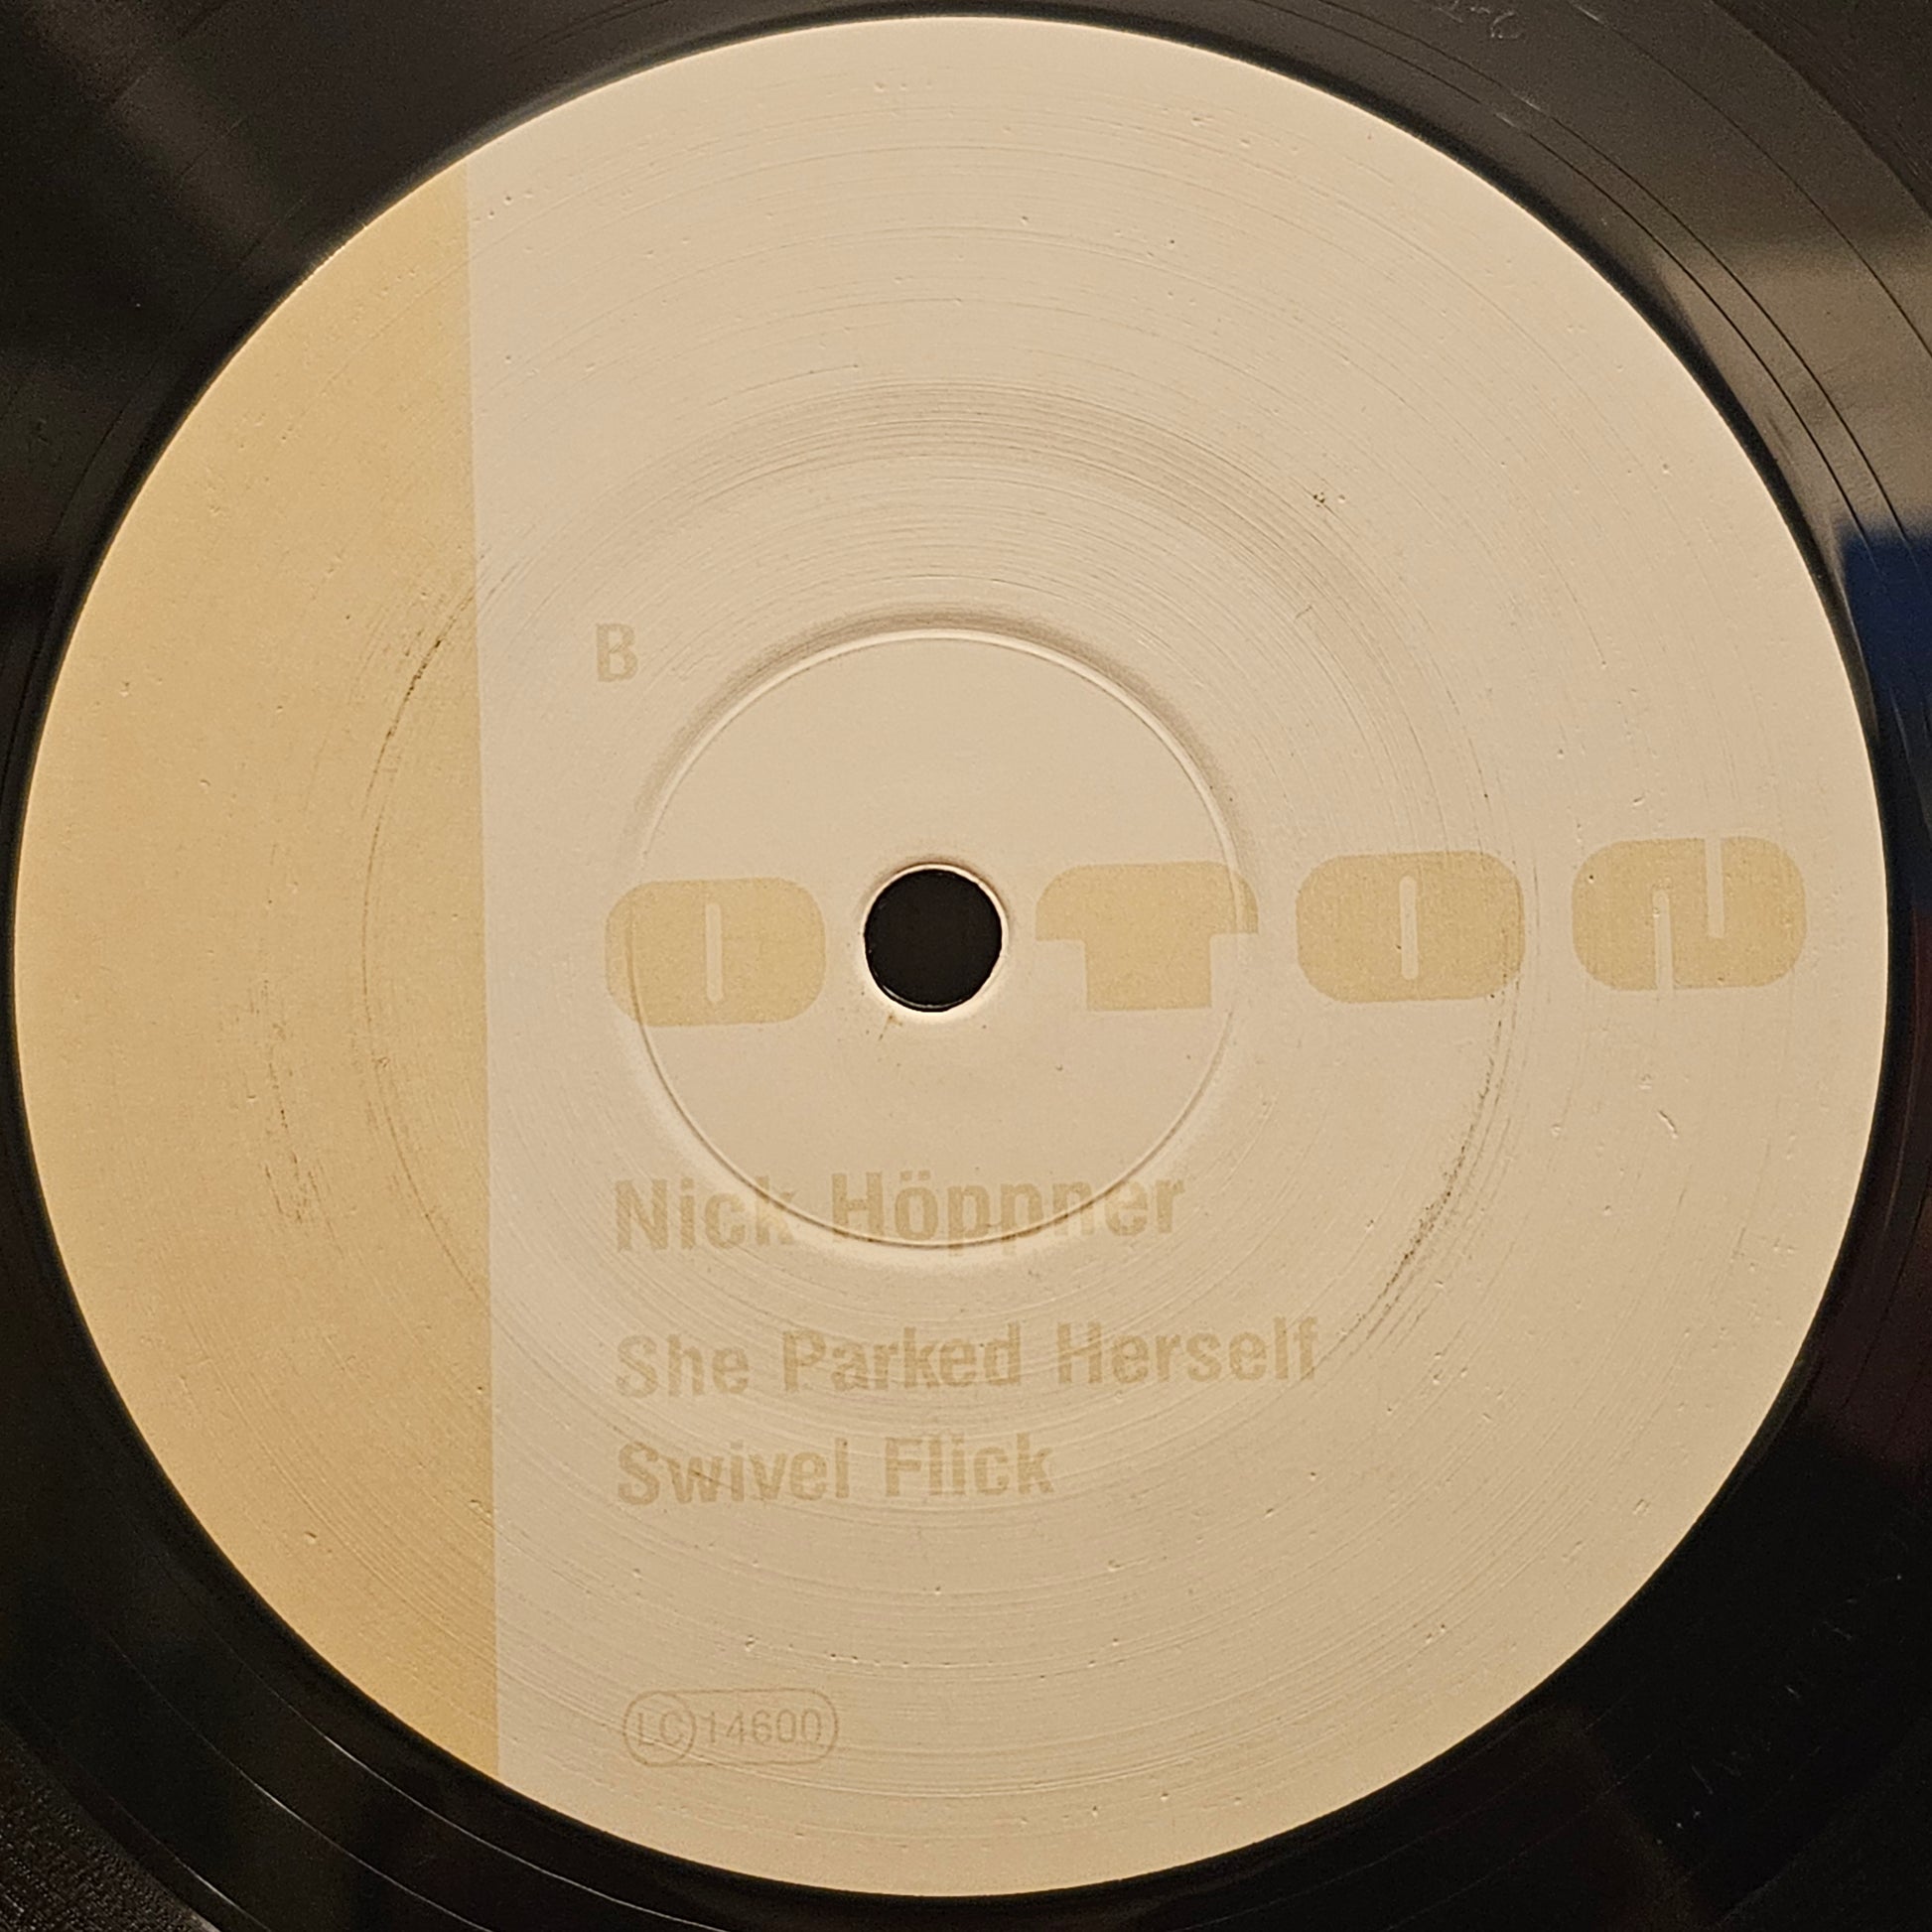 B
OTON
Nick Höppner
She Parked Herself
Swivel Flick
LC 14600